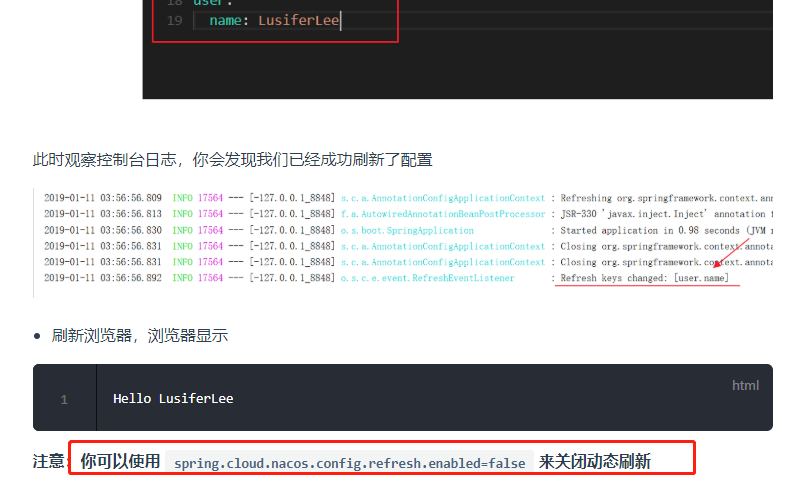 18 user:
19 name: LusiferLee
此时观察控制台日志，你会发现我们已经成功刷新了配置
2019-01-11 03:56:56.809 INFO 17564 --- [-127.0.0.1_8848] s.c.a.AnnotationConfigApplicationContext : Refreshing org.springframework.context.ann
2019-01-11 03:56:56.813 INFO 17564 --- [-127.0.0.1_8848] f.a.AutowiredAnnotationBeanPostProcessor : JSR-330 'javax.inject.Inject' annotation f
2019-01-11 03:56:56.830 INFO 17564 --- [-127.0.0.1_8848] o.s.boot.SpringApplication : Started application in 0.98 seconds (JVM r
2019-01-11 03:56:56.831 INFO 17564 --- [-127.0.0.1_8848] s.c.a.AnnotationConfigApplicationContext : Closing org.springframework.context.annota
2019-01-11 03:56:56.831 INFO 17564 --- [-127.0.0.1_8848] s.c.a.AnnotationConfigApplicationContext : Closing org.springframework.context.annota
2019-01-11 03:56:56.892 INFO 17564 --- [-127.0.0.1_8848] o.s.c.e.event.RefreshEventListener : Refresh keys changed: [user.name]
• 刷新浏览器，浏览器显示
html
1 Hello LusiferLee
注意：你可以使用 spring.cloud.nacos.config.refresh.enabled=false 来关闭动态刷新